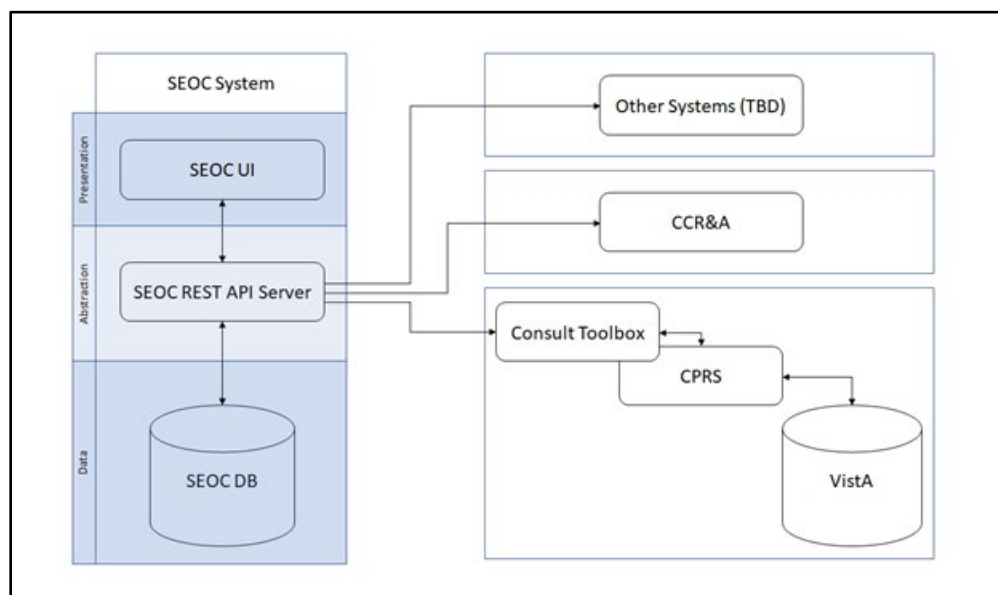 SEOC System
Presentation
SEOC UI
Abstraction
SEOC REST API Server
Data
SEOC DB
Other Systems (TBD)
CCR&A
Consult Toolbox
CPRS
VistA